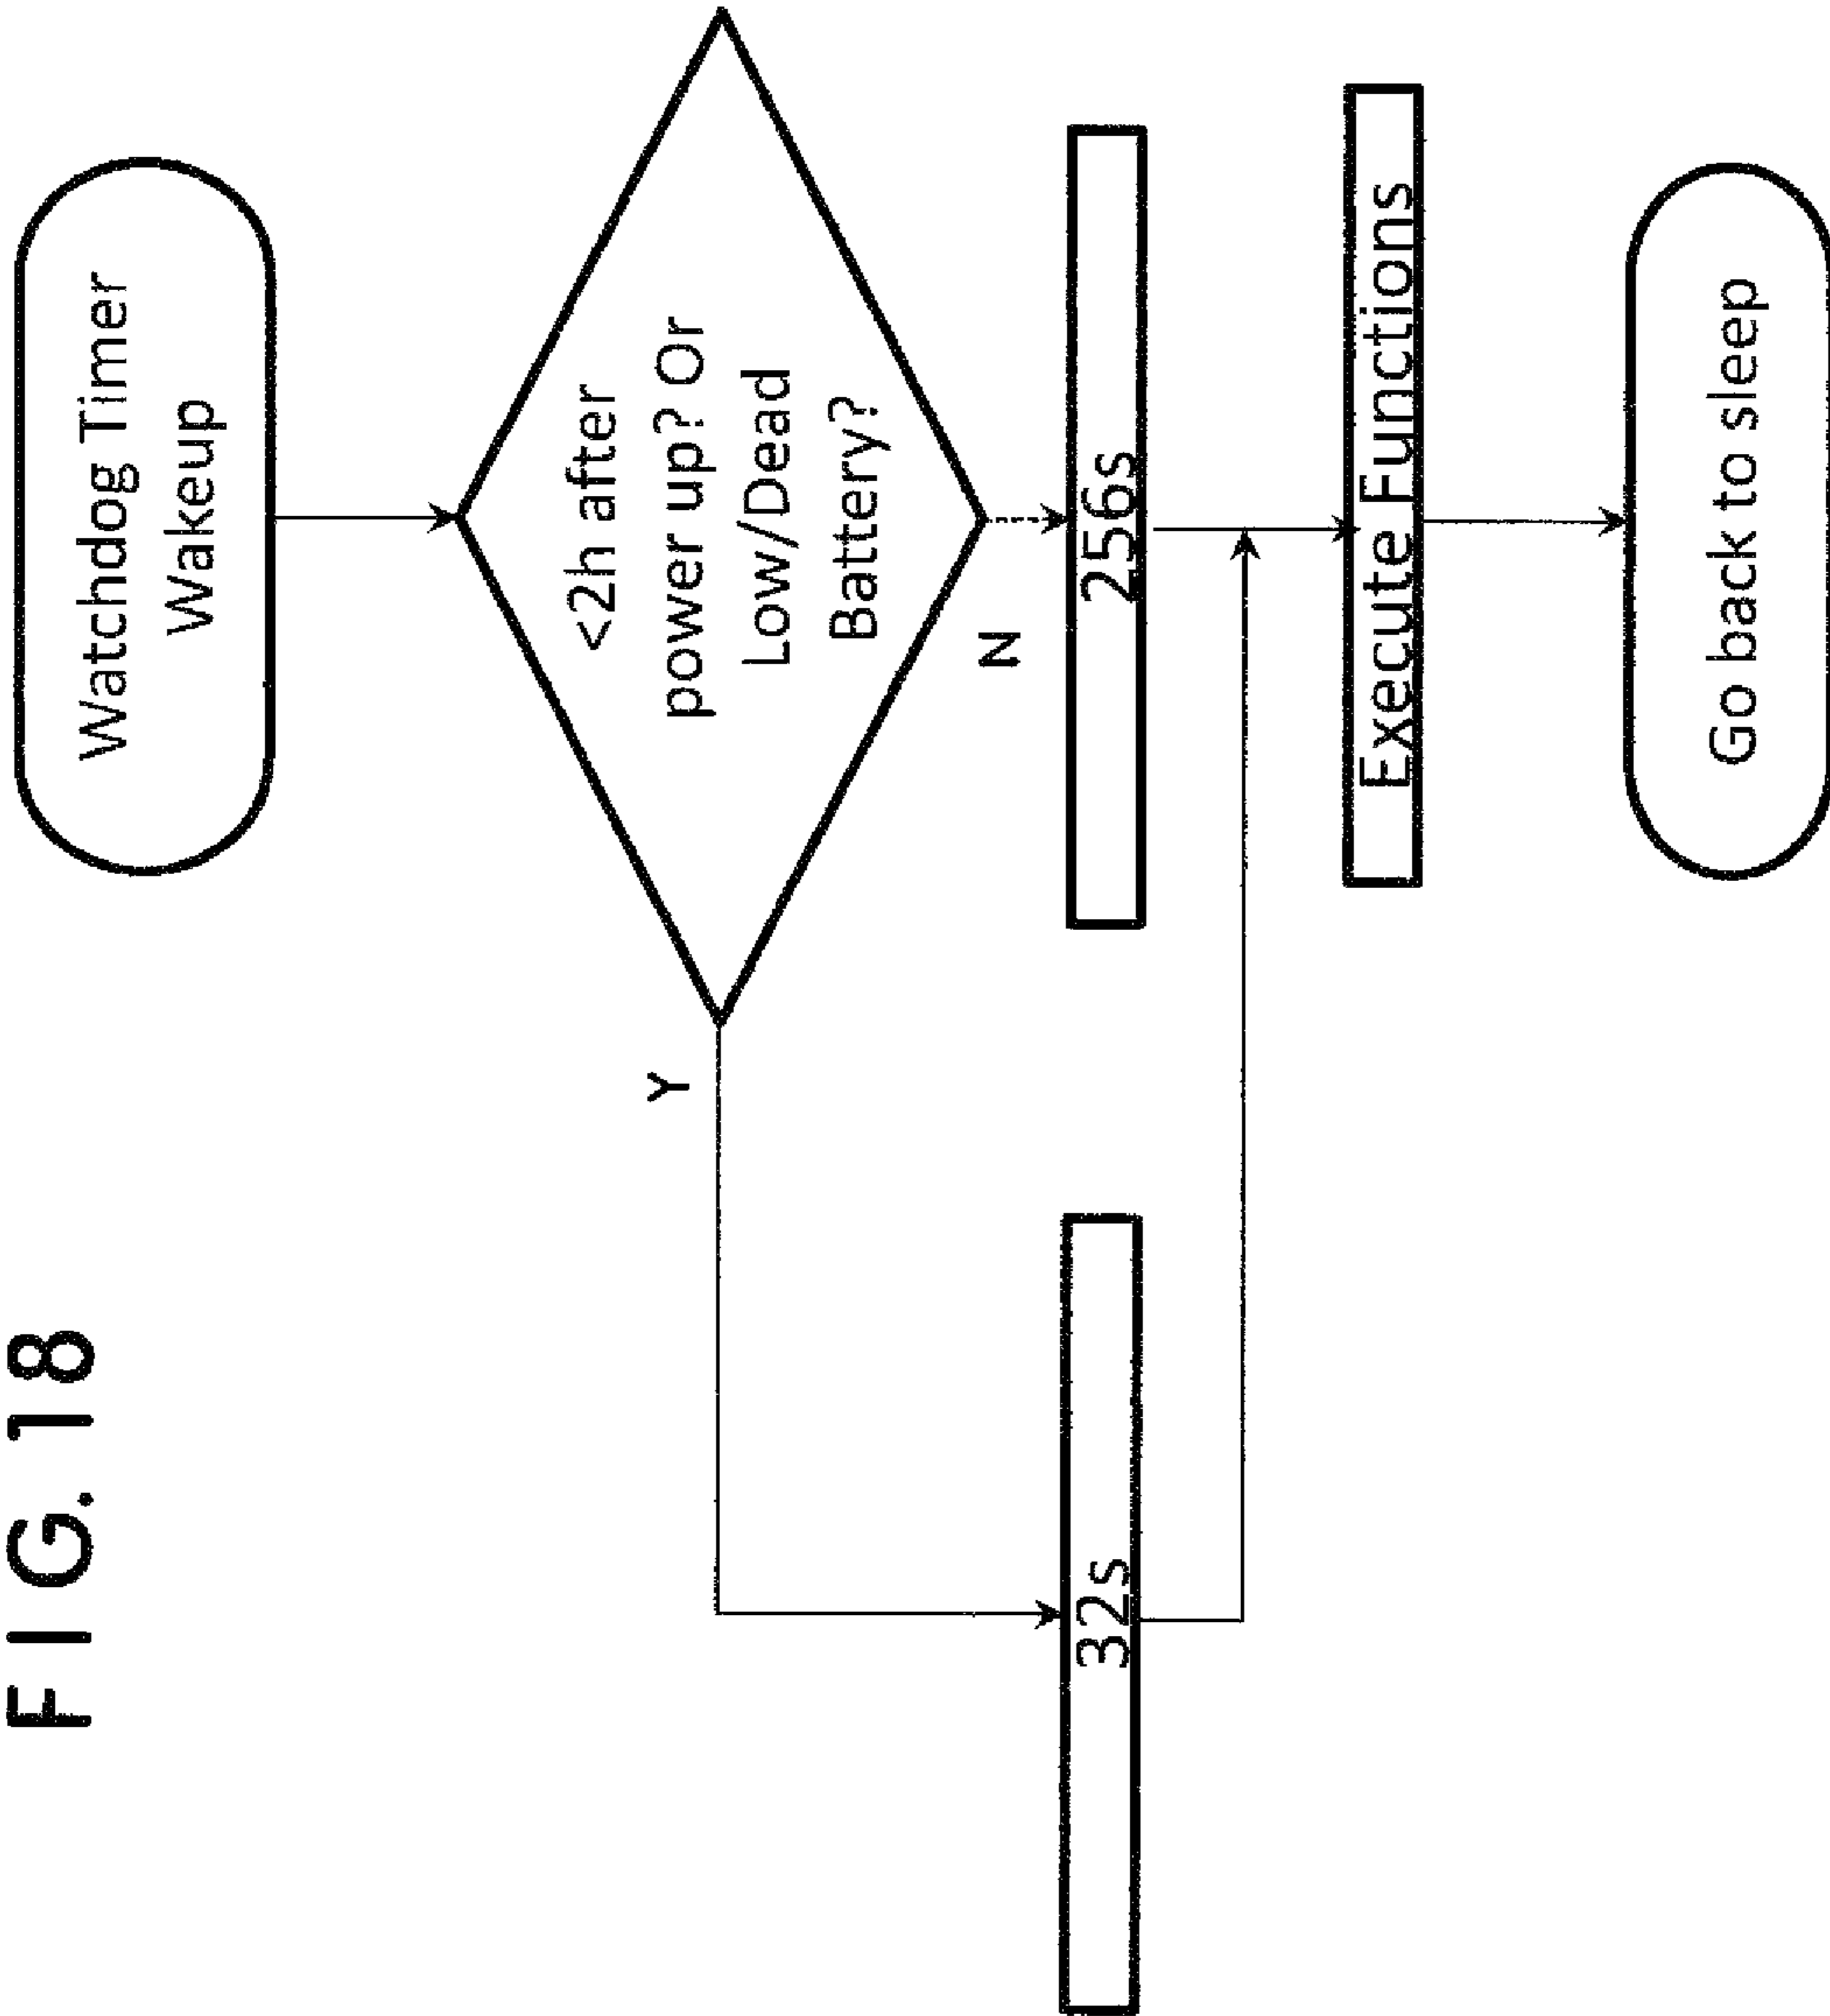 FIG. 18
Watchdog Timer
Wakeup
<2h after
power up? Or
Low/Dead
Battery?
Y
N
32s
256s
Execute Functions
Go back to sleep